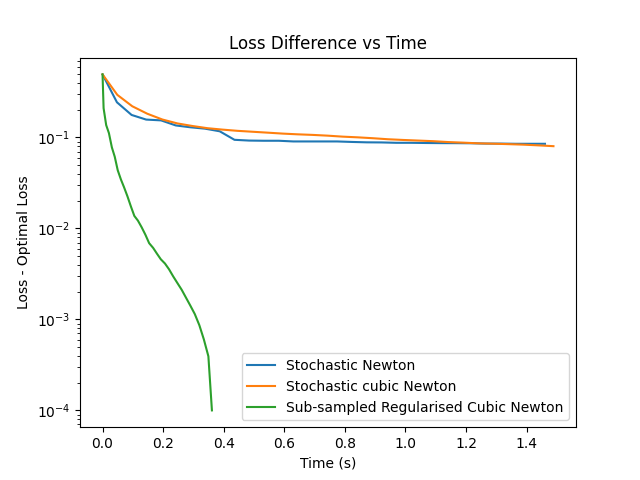 Loss Difference vs Time
Loss - Optimal Loss
10⁻¹
10⁻²
10⁻³
10⁻⁴
Stochastic Newton
Stochastic cubic Newton
Sub-sampled Regularised Cubic Newton
0.0 0.2 0.4 0.6 0.8 1.0 1.2 1.4
Time (s)